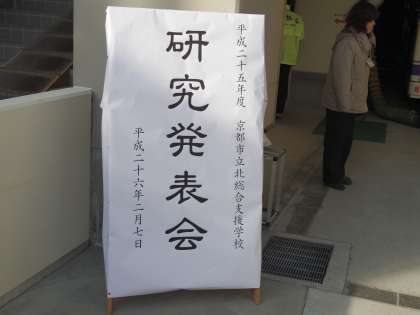 平成二十五年度 京都市立北総合支援学校
研究発表会
平成二十六年二月七日